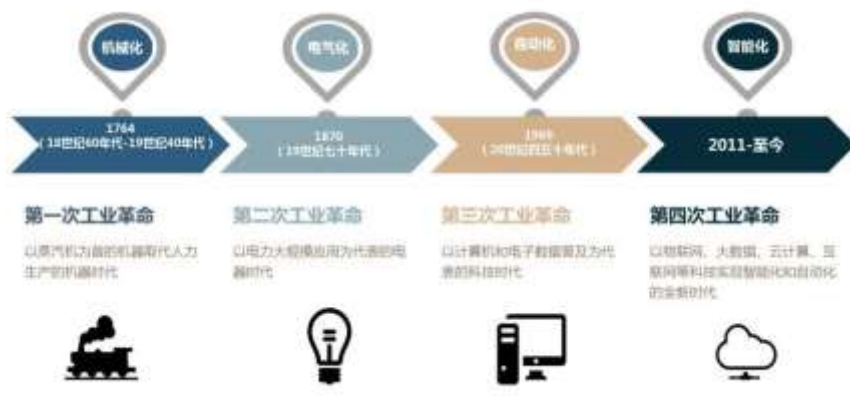 机械化
电气化
自动化
智能化
1764
(18世纪60年代-19世纪40年代)
1870
(19世纪七十年代)
1969
(20世纪四五十年代)
2011-至今
第一次工业革命
第二次工业革命
第三次工业革命
第四次工业革命
以蒸汽机为首的机器取代人力
生产的机器时代
以电力大规模应用为代表的电
器时代
以计算机和电子数据普及为代
表的科技时代
以物联网、大数据、云计算、互
联网等科技实现智能化和自动化
的全新时代